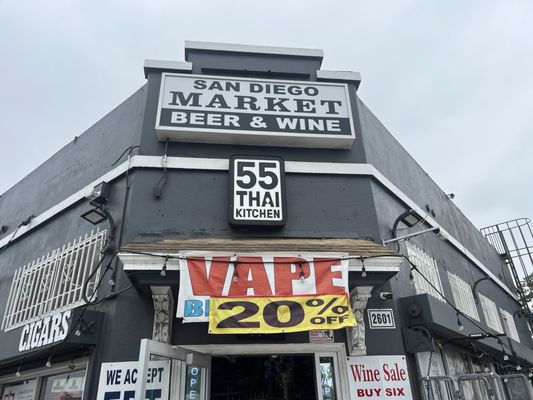 SAN DIEGO
MARKET
BEER & WINE
55
THAI
KITCHEN
VAPE
20% OFF
2601
CIGARS
WE ACCEPT
OPEN
Wine Sale
BUY SIX